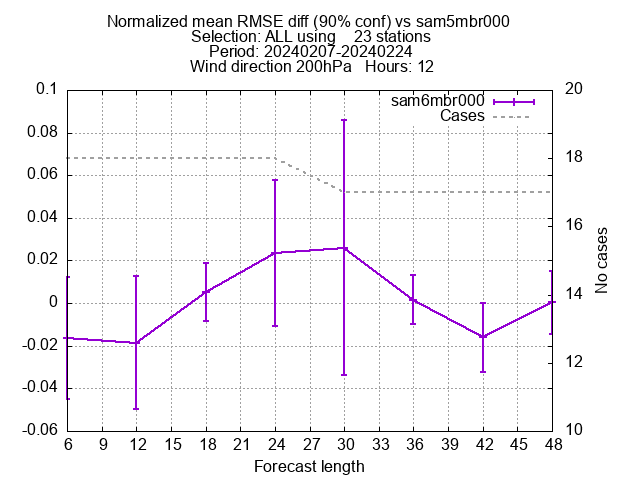 Normalized mean RMSE diff (90% conf) vs sam5mbr000
Selection: ALL using    23 stations
Period: 20240207-20240224
Wind direction 200hPa   Hours: 12
sam6mbr000
Cases
0.1
0.08
0.06
0.04
0.02
0
-0.02
-0.04
-0.06
20
18
16
14
12
10
No cases
6 9 12 15 18 21 24 27 30 33 36 39 42 45 48
Forecast length